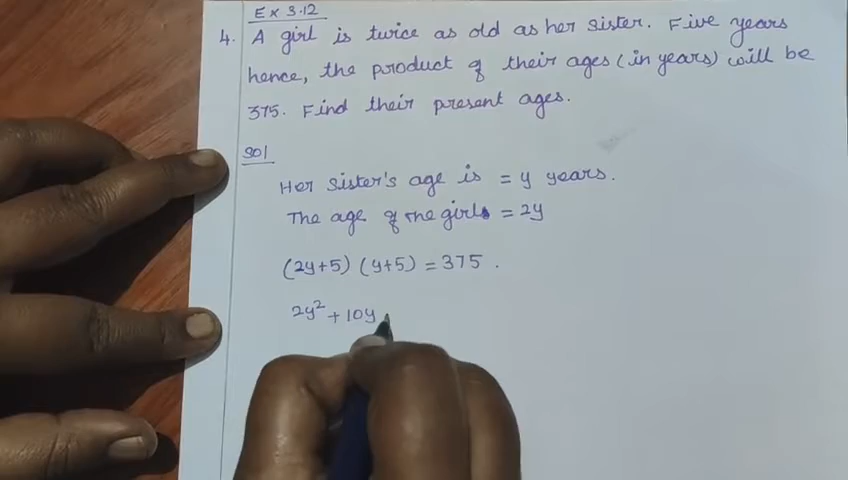 Ex 3.12
4. A girl is twice as old as her sister. Five years
hence, the product of their ages (in years) will be
375. Find their present ages.
Sol
Her sister's age is = y years.
The age of the girl = 2y
(2y+5) (y+5) = 375.
2y² + 10y